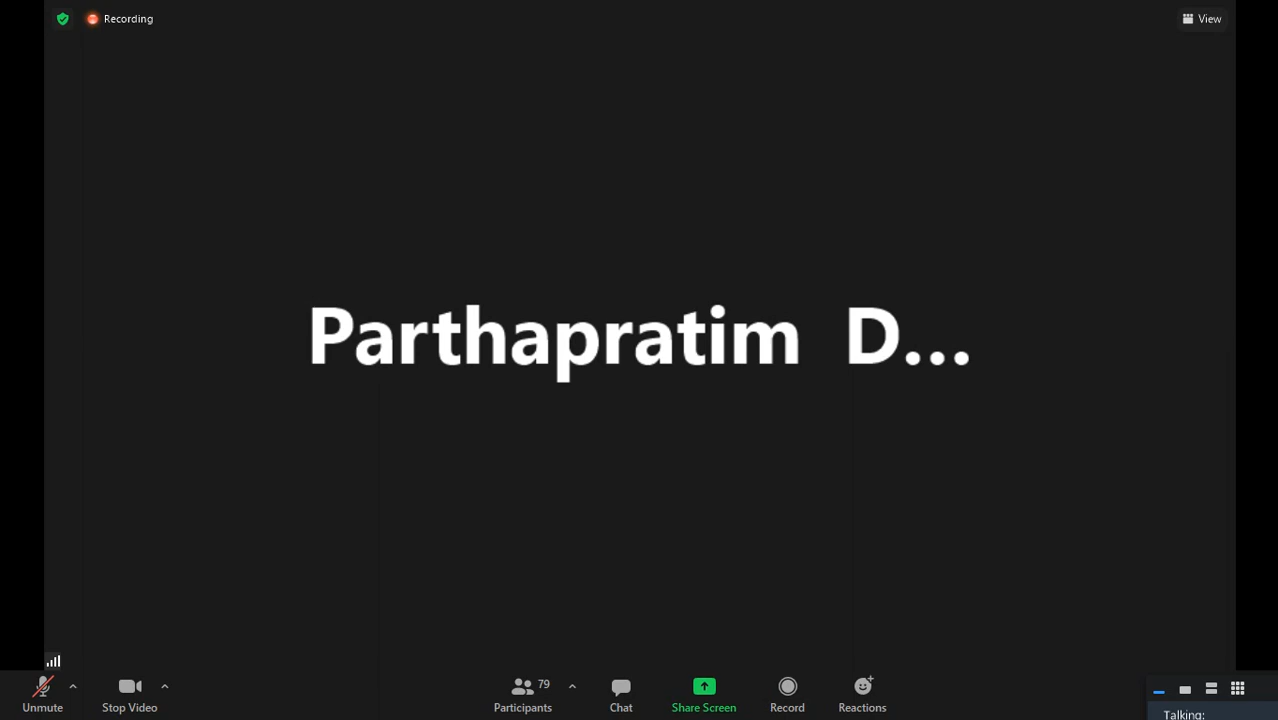 Recording
View
Parthapratim D...
Unmute
Stop Video
79
Participants
Chat
Share Screen
Record
Reactions
Talking: